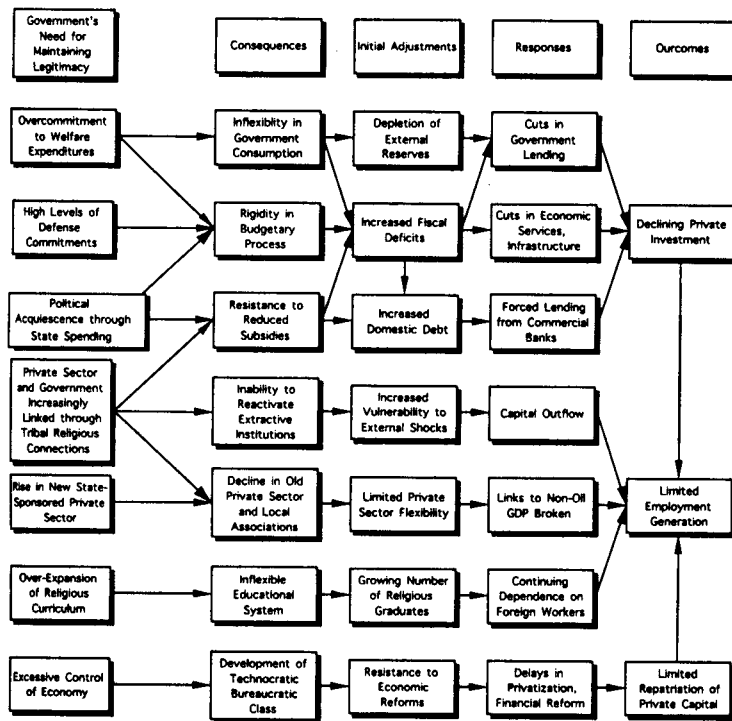 Government's
Need for
Maintaining
Legitimacy
Consequences
Initial Adjustments
Responses
Ourcomes
Overcommitment
to Welfare
Expenditures
Inflexiblity in
Government
Consumption
Depletion of
External
Reserves
Cuts in
Government
Lending
High Levels of
Defense
Commitments
Rigidity in
Budgetary
Process
Increased Fiscal
Deficits
Cuts in Economic
Services,
Infrastructure
Declining Private
Investment
Political
Acquiescence through
State Spending
Resistance to
Reduced
Subsidies
Increased
Domestic Debt
Forced Lending
from Commercial
Banks
Private Sector
and Government
Increasingly
Linked through
Tribal Religious
Connections
Inability to
Reactivate
Extractive
Institutions
Increased
Vulnerability to
External Shocks
Capital Outflow
Rise in New State-
Sponsored Private
Sector
Decline in Old
Private Sector
and Local
Associations
Limited Private
Sector Flexibility
Links to Non-Oil
GDP Broken
Limited
Employment
Generation
Over-Expansion
of Religious
Curriculum
Inflexible
Educational
System
Growing Number
of Religious
Graduates
Continuing
Dependence on
Foreign Workers
Excessive Control
of Economy
Development of
Technocratic
Bureaucratic
Class
Resistance to
Economic
Reforms
Delays in
Privatization,
Financial Reform
Limited
Repatriation of
Private Capital